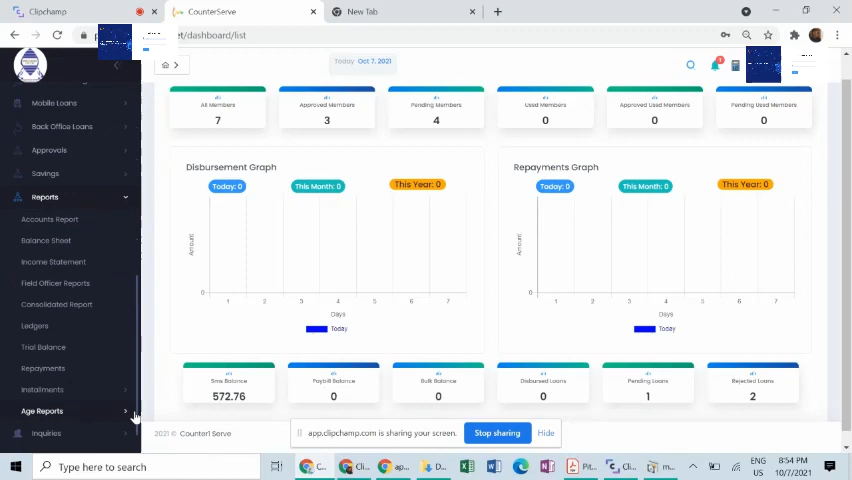 Clipchamp
CounterServe
New Tab
et/dashboard/list
Today Oct 7, 2021
Mobile Loans
Back Office Loans
Approvals
Savings
Reports
Accounts Report
Balance Sheet
Income Statement
Field Officer Reports
Consolidated Report
Ledgers
Trial Balance
Repayments
Installments
Age Reports
Inquiries
All Members
7
Approved Members
3
Pending Members
4
Used Members
0
Approved Used Members
0
Pending Used Members
0
Disbursement Graph
Today: 0 This Month: 0 This Year: 0
Amount
0
1 2 3 4 5 6 7
Days
Today
Repayments Graph
Today: 0 This Month: 0 This Year: 0
Amount
0
1 2 3 4 5 6 7
Days
Today
Sms Balance
572.76
Paybill Balance
0
Bulk Balance
0
Disbursed Loans
0
Pending Loans
1
Rejected Loans
2
2021 © Counter1 Serve
app.clipchamp.com is sharing your screen.
Stop sharing
Hide
Type here to search
C...
Cli...
ap...
D...
Pit...
Cli...
m...
ENG
US
8:54 PM
10/7/2021